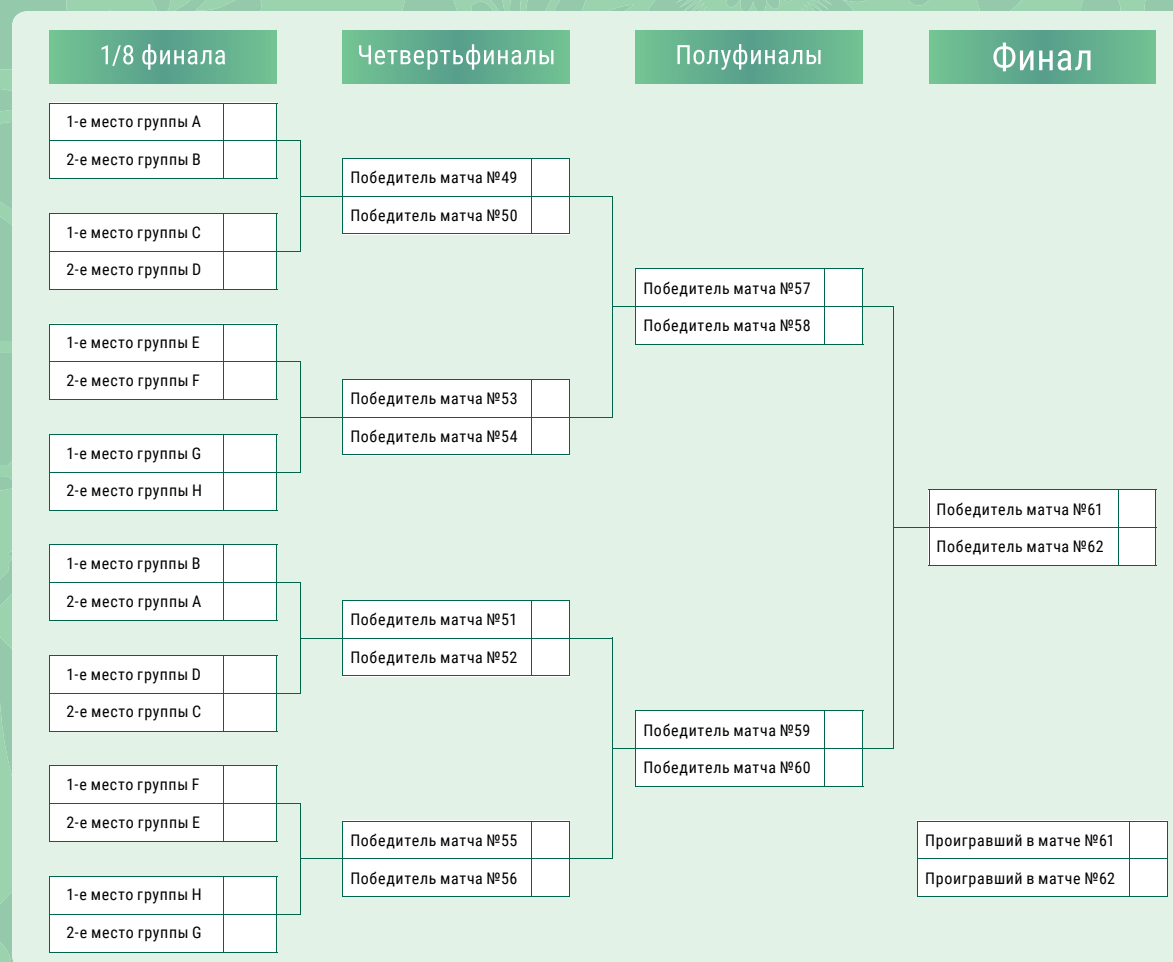 1/8 финала
1-е место группы A
2-е место группы B
1-е место группы C
2-е место группы D
1-е место группы E
2-е место группы F
1-е место группы G
2-е место группы H
1-е место группы B
2-е место группы A
1-е место группы D
2-е место группы C
1-е место группы F
2-е место группы E
1-е место группы H
2-е место группы G
Четвертьфиналы
Победитель матча №49
Победитель матча №50
Победитель матча №53
Победитель матча №54
Победитель матча №51
Победитель матча №52
Победитель матча №55
Победитель матча №56
Полуфиналы
Победитель матча №57
Победитель матча №58
Победитель матча №59
Победитель матча №60
Финал
Победитель матча №61
Победитель матча №62
Проигравший в матче №61
Проигравший в матче №62